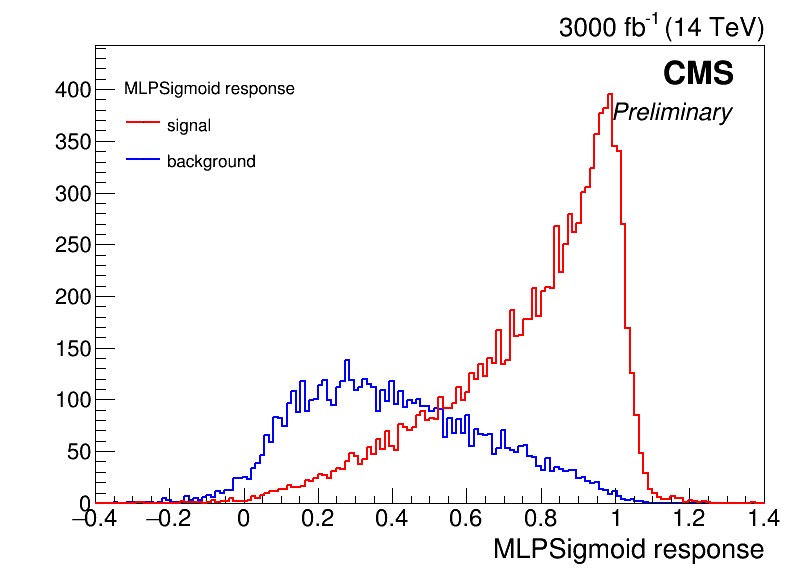 3000 fb-1 (14 TeV)
CMS
Preliminary
MLPSigmoid response
signal
background
400
350
300
250
200
150
100
50
0
−0.4 −0.2 0 0.2 0.4 0.6 0.8 1 1.2 1.4
MLPSigmoid response